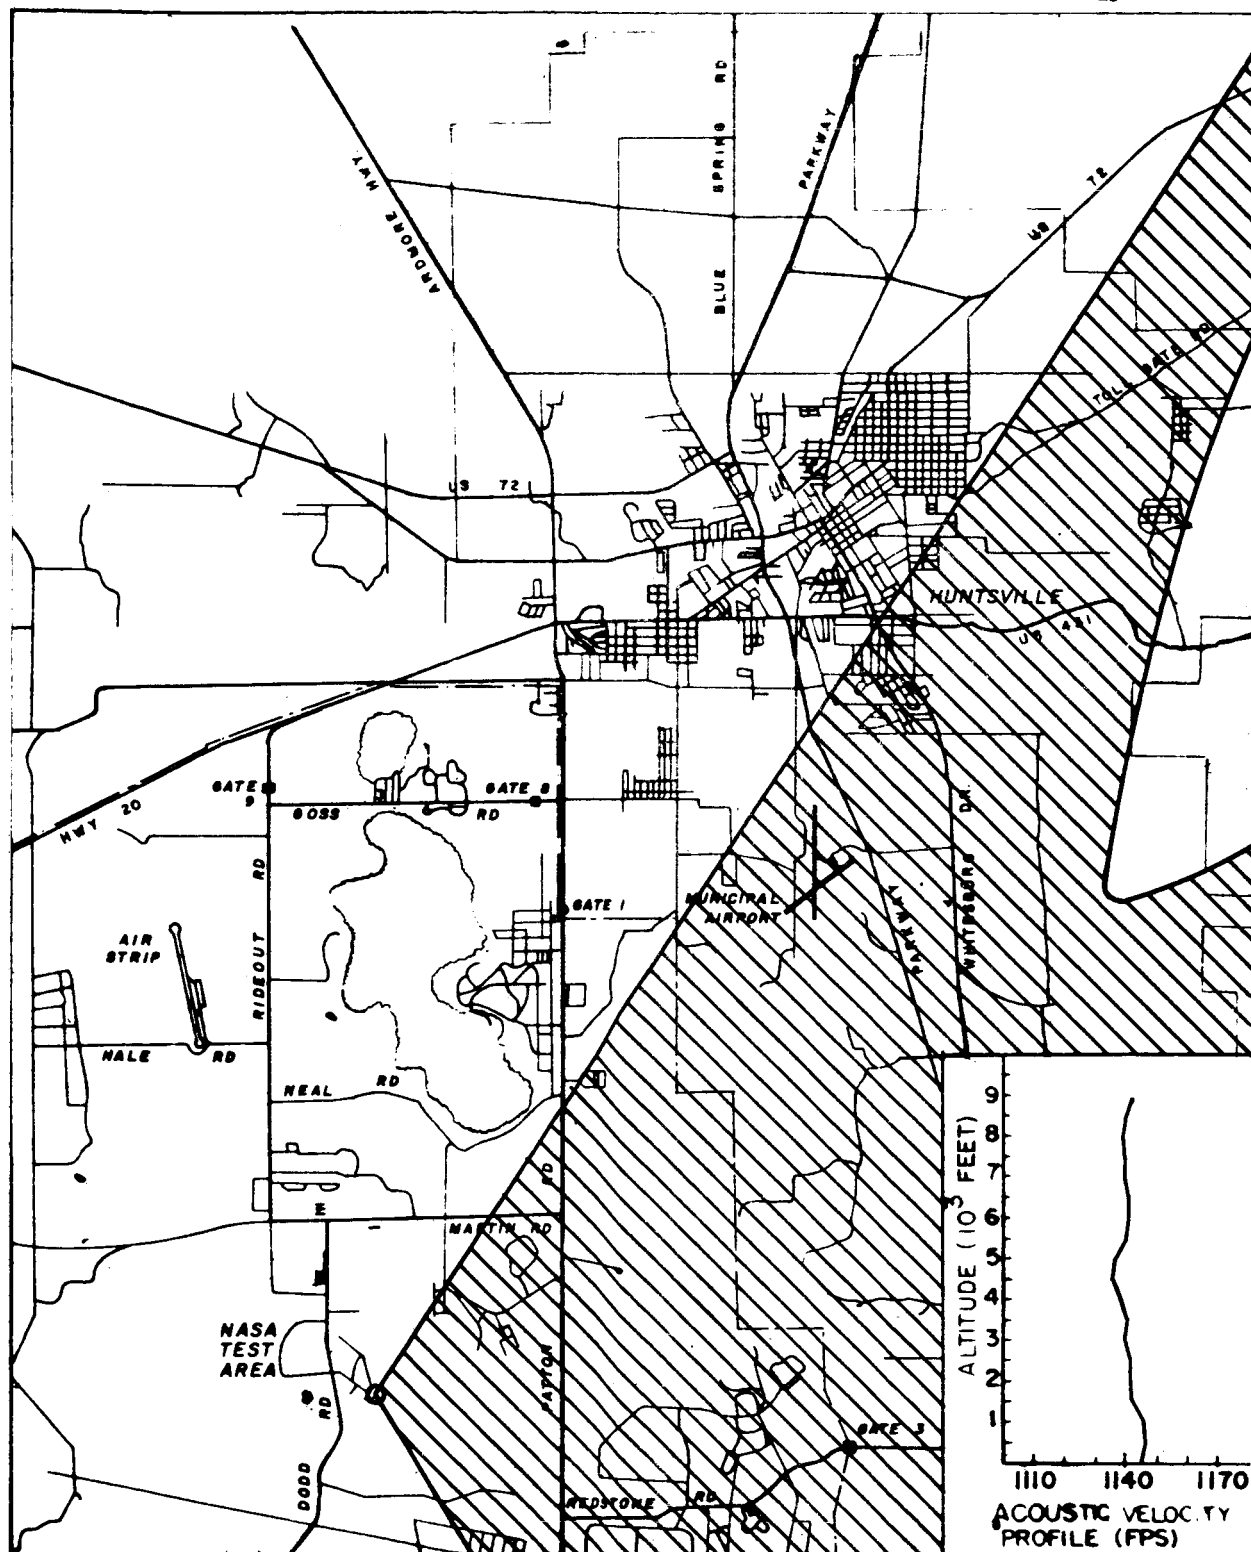 BLUE SPRING RD
PARKWAY
ARDMORE HWY
US 72
TOLL GATE RD
US 72
HUNTSVILLE
US 431
HWY 20
GATE 9
GOSS RD
GATE 8
RIDEOUT RD
GATE 1
MUNICIPAL
AIRPORT
PARKWAY
WHITESBURG DR.
AIR
STRIP
HALE RD
NEAL RD
MARTIN RD
PATTON RD
NASA
TEST
AREA
DODD RD
GATE 3
REDSTONE RD
ALTITUDE (10³ FEET)
9
8
7
6
5
4
3
2
1
1110 1140 1170
ACOUSTIC VELOC.TY
PROFILE (FPS)